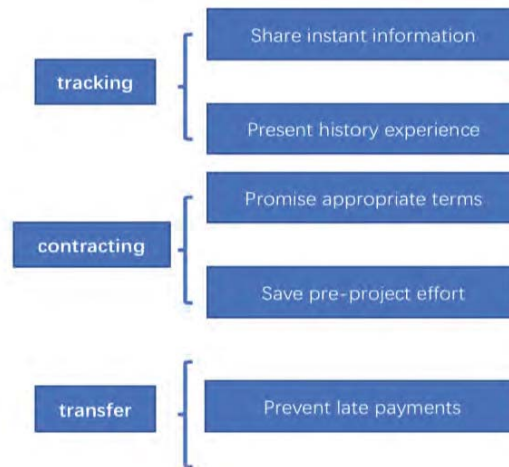 Share instant information
tracking
Present history experience
Promise appropriate terms
contracting
Save pre-project effort
transfer
Prevent late payments